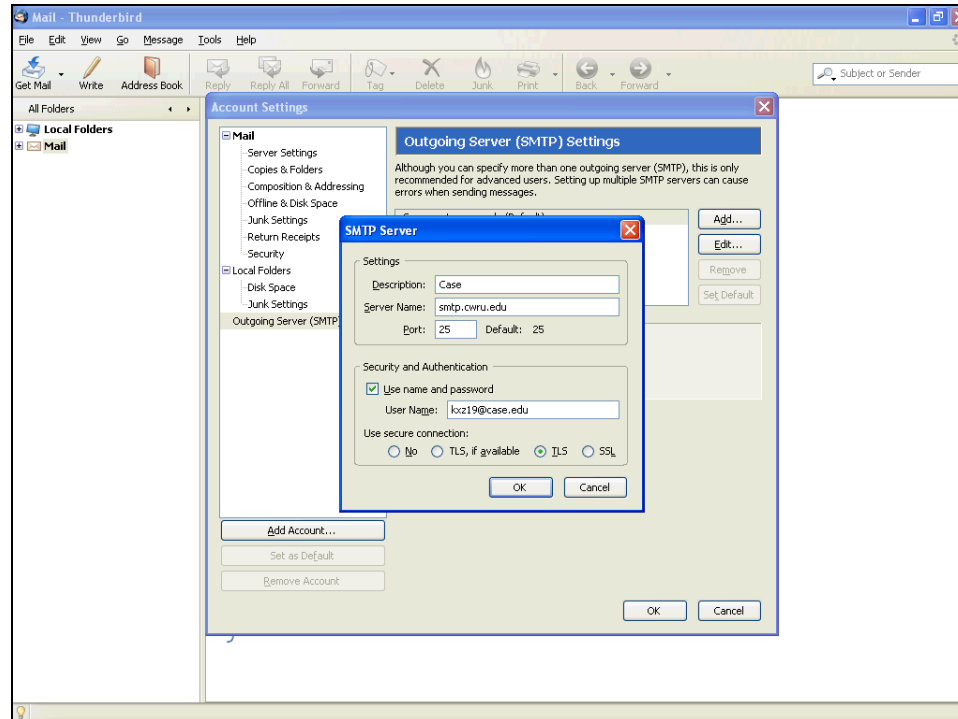 Mail - Thunderbird
File Edit View Go Message Tools Help
Get Mail Write Address Book Reply Reply All Forward Tag Delete Junk Print Back Forward Subject or Sender
All Folders
Local Folders
Mail
Account Settings
Mail
Server Settings
Copies & Folders
Composition & Addressing
Offline & Disk Space
Junk Settings
Return Receipts
Security
Local Folders
Disk Space
Junk Settings
Outgoing Server (SMTP)
Add Account...
Set as Default
Remove Account
Outgoing Server (SMTP) Settings
Although you can specify more than one outgoing server (SMTP), this is only
recommended for advanced users. Setting up multiple SMTP servers can cause
errors when sending messages.
Add...
Edit...
Remove
Set Default
SMTP Server
Settings
Description: Case
Server Name: smtp.cwru.edu
Port: 25 Default: 25
Security and Authentication
Use name and password
User Name: kxz19@case.edu
Use secure connection:
No TLS, if available TLS SSL
OK Cancel
OK Cancel